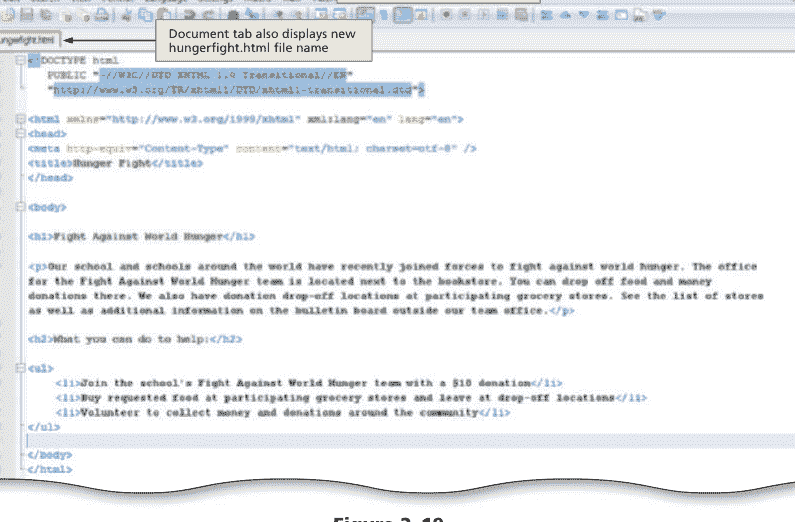 Document tab also displays new
hungerfight.html file name
hungerfight.html
<!DOCTYPE html
PUBLIC "-//W3C//DTD XHTML 1.0 Transitional//EN"
"http://www.w3.org/TR/xhtml1/DTD/xhtml1-transitional.dtd">
<html xmlns="http://www.w3.org/1999/xhtml" xml:lang="en" lang="en">
<head>
<meta http-equiv="Content-Type" content="text/html; charset=utf-8" />
<title>Hunger Fight</title>
</head>
<body>
<h1>Fight Against World Hunger</h1>
<p>Our school and schools around the world have recently joined forces to fight against world hunger. The office
for the Fight Against World Hunger team is located next to the bookstore. You can drop off food and money
donations there. We also have donation drop-off locations at participating grocery stores. See the list of stores
as well as additional information on the bulletin board outside our team office.</p>
<h2>What you can do to help:</h2>
<ul>
<li>Join the school's Fight Against World Hunger team with a $10 donation</li>
<li>Buy requested food at participating grocery stores and leave at drop-off locations</li>
<li>Volunteer to collect money and donations around the community</li>
</ul>
</body>
</html>